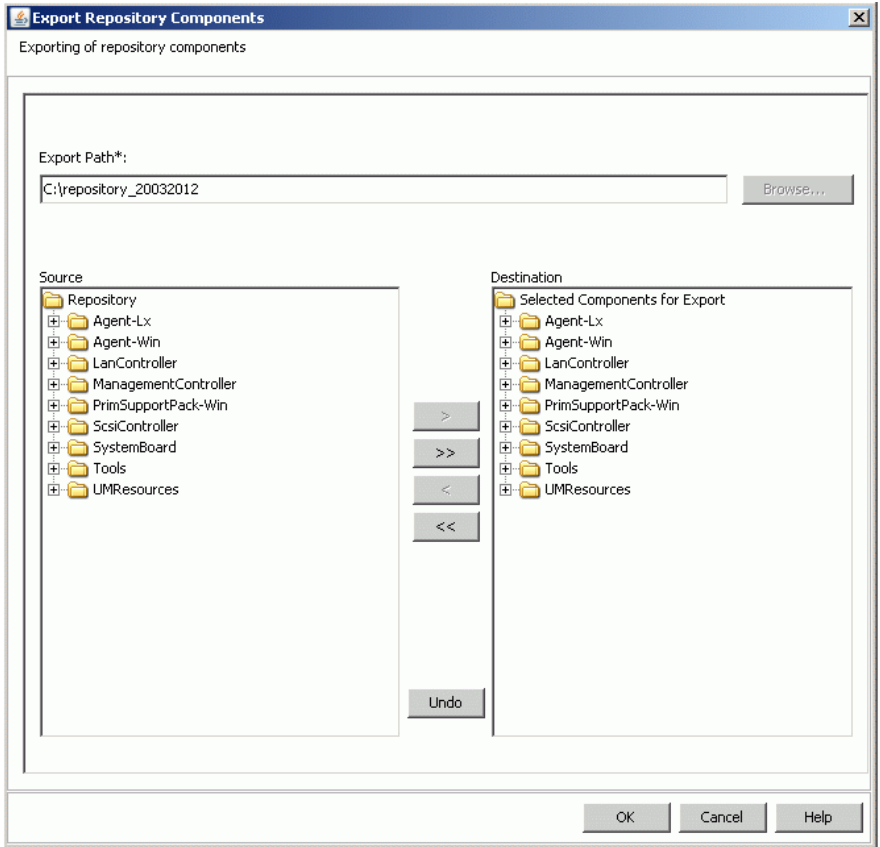 Export Repository Components
Exporting of repository components
Export Path*:
C:\repository_20032012
Browse...
Source
Repository
Agent-Lx
Agent-Win
LanController
ManagementController
PrimSupportPack-Win
ScsiController
SystemBoard
Tools
UMResources
>
>>
<
<<
Undo
Destination
Selected Components for Export
Agent-Lx
Agent-Win
LanController
ManagementController
PrimSupportPack-Win
ScsiController
SystemBoard
Tools
UMResources
OK
Cancel
Help